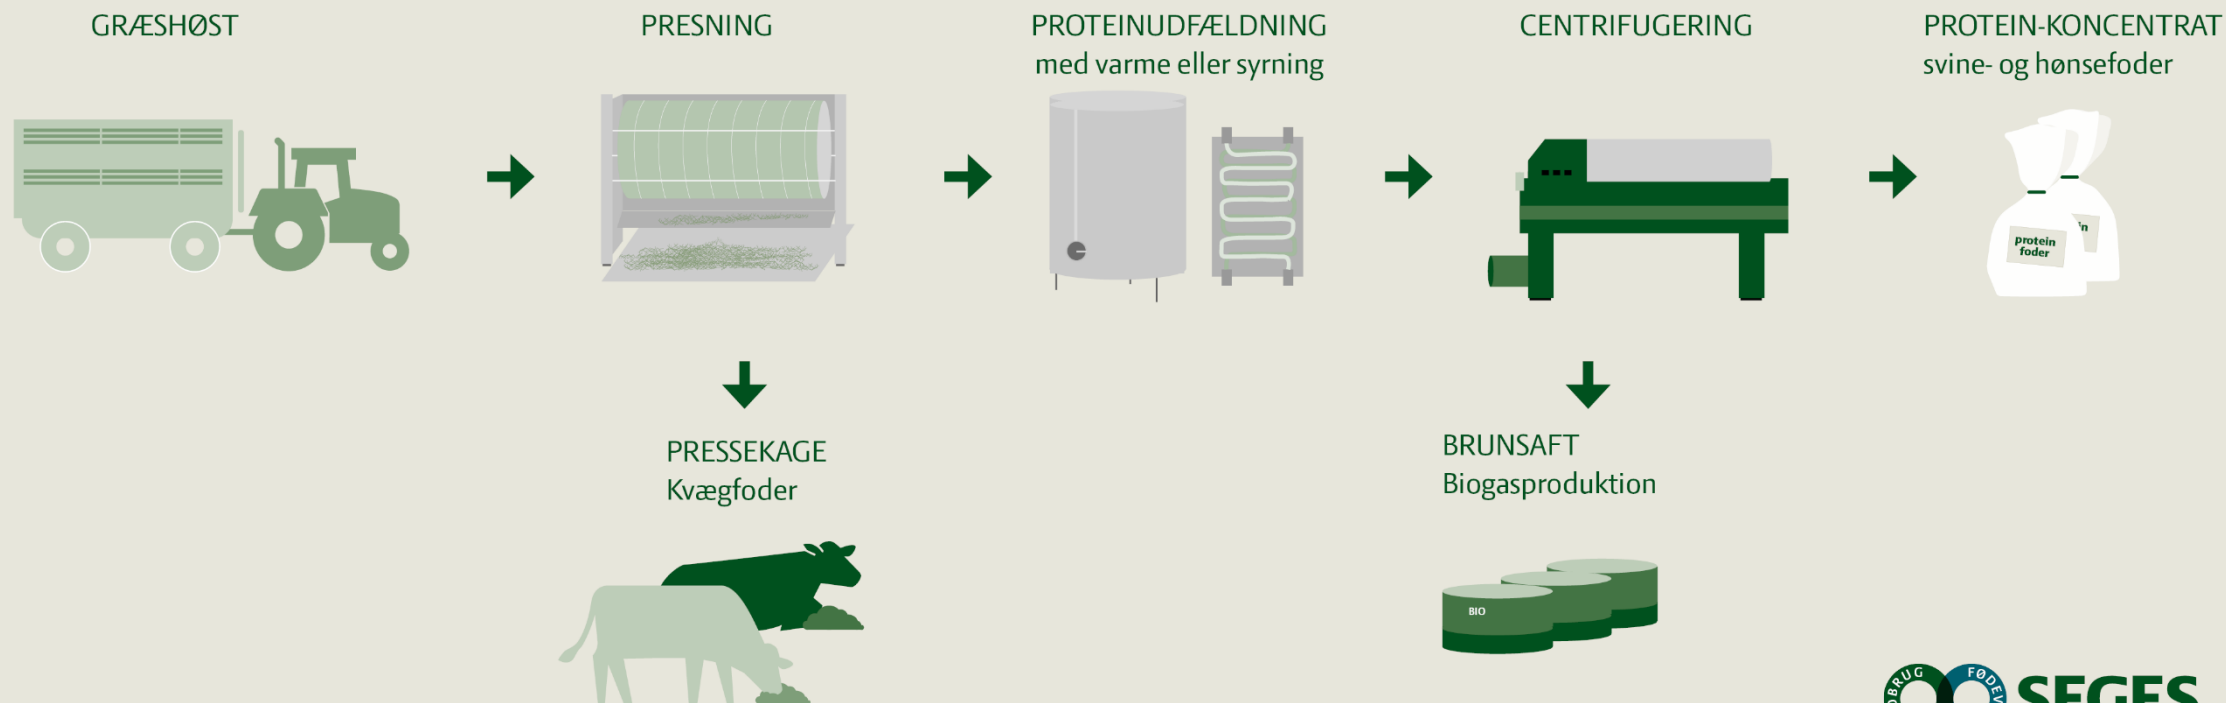 GRÆSHØST
PRESNING
PROTEINUDFÆLDNING
med varme eller syrning
CENTRIFUGERING
PROTEIN-KONCENTRAT
svine- og hønsefoder
protein
foder
PRESSEKAGE
Kvægfoder
BRUNSAFT
Biogasproduktion
BIO
SEGES